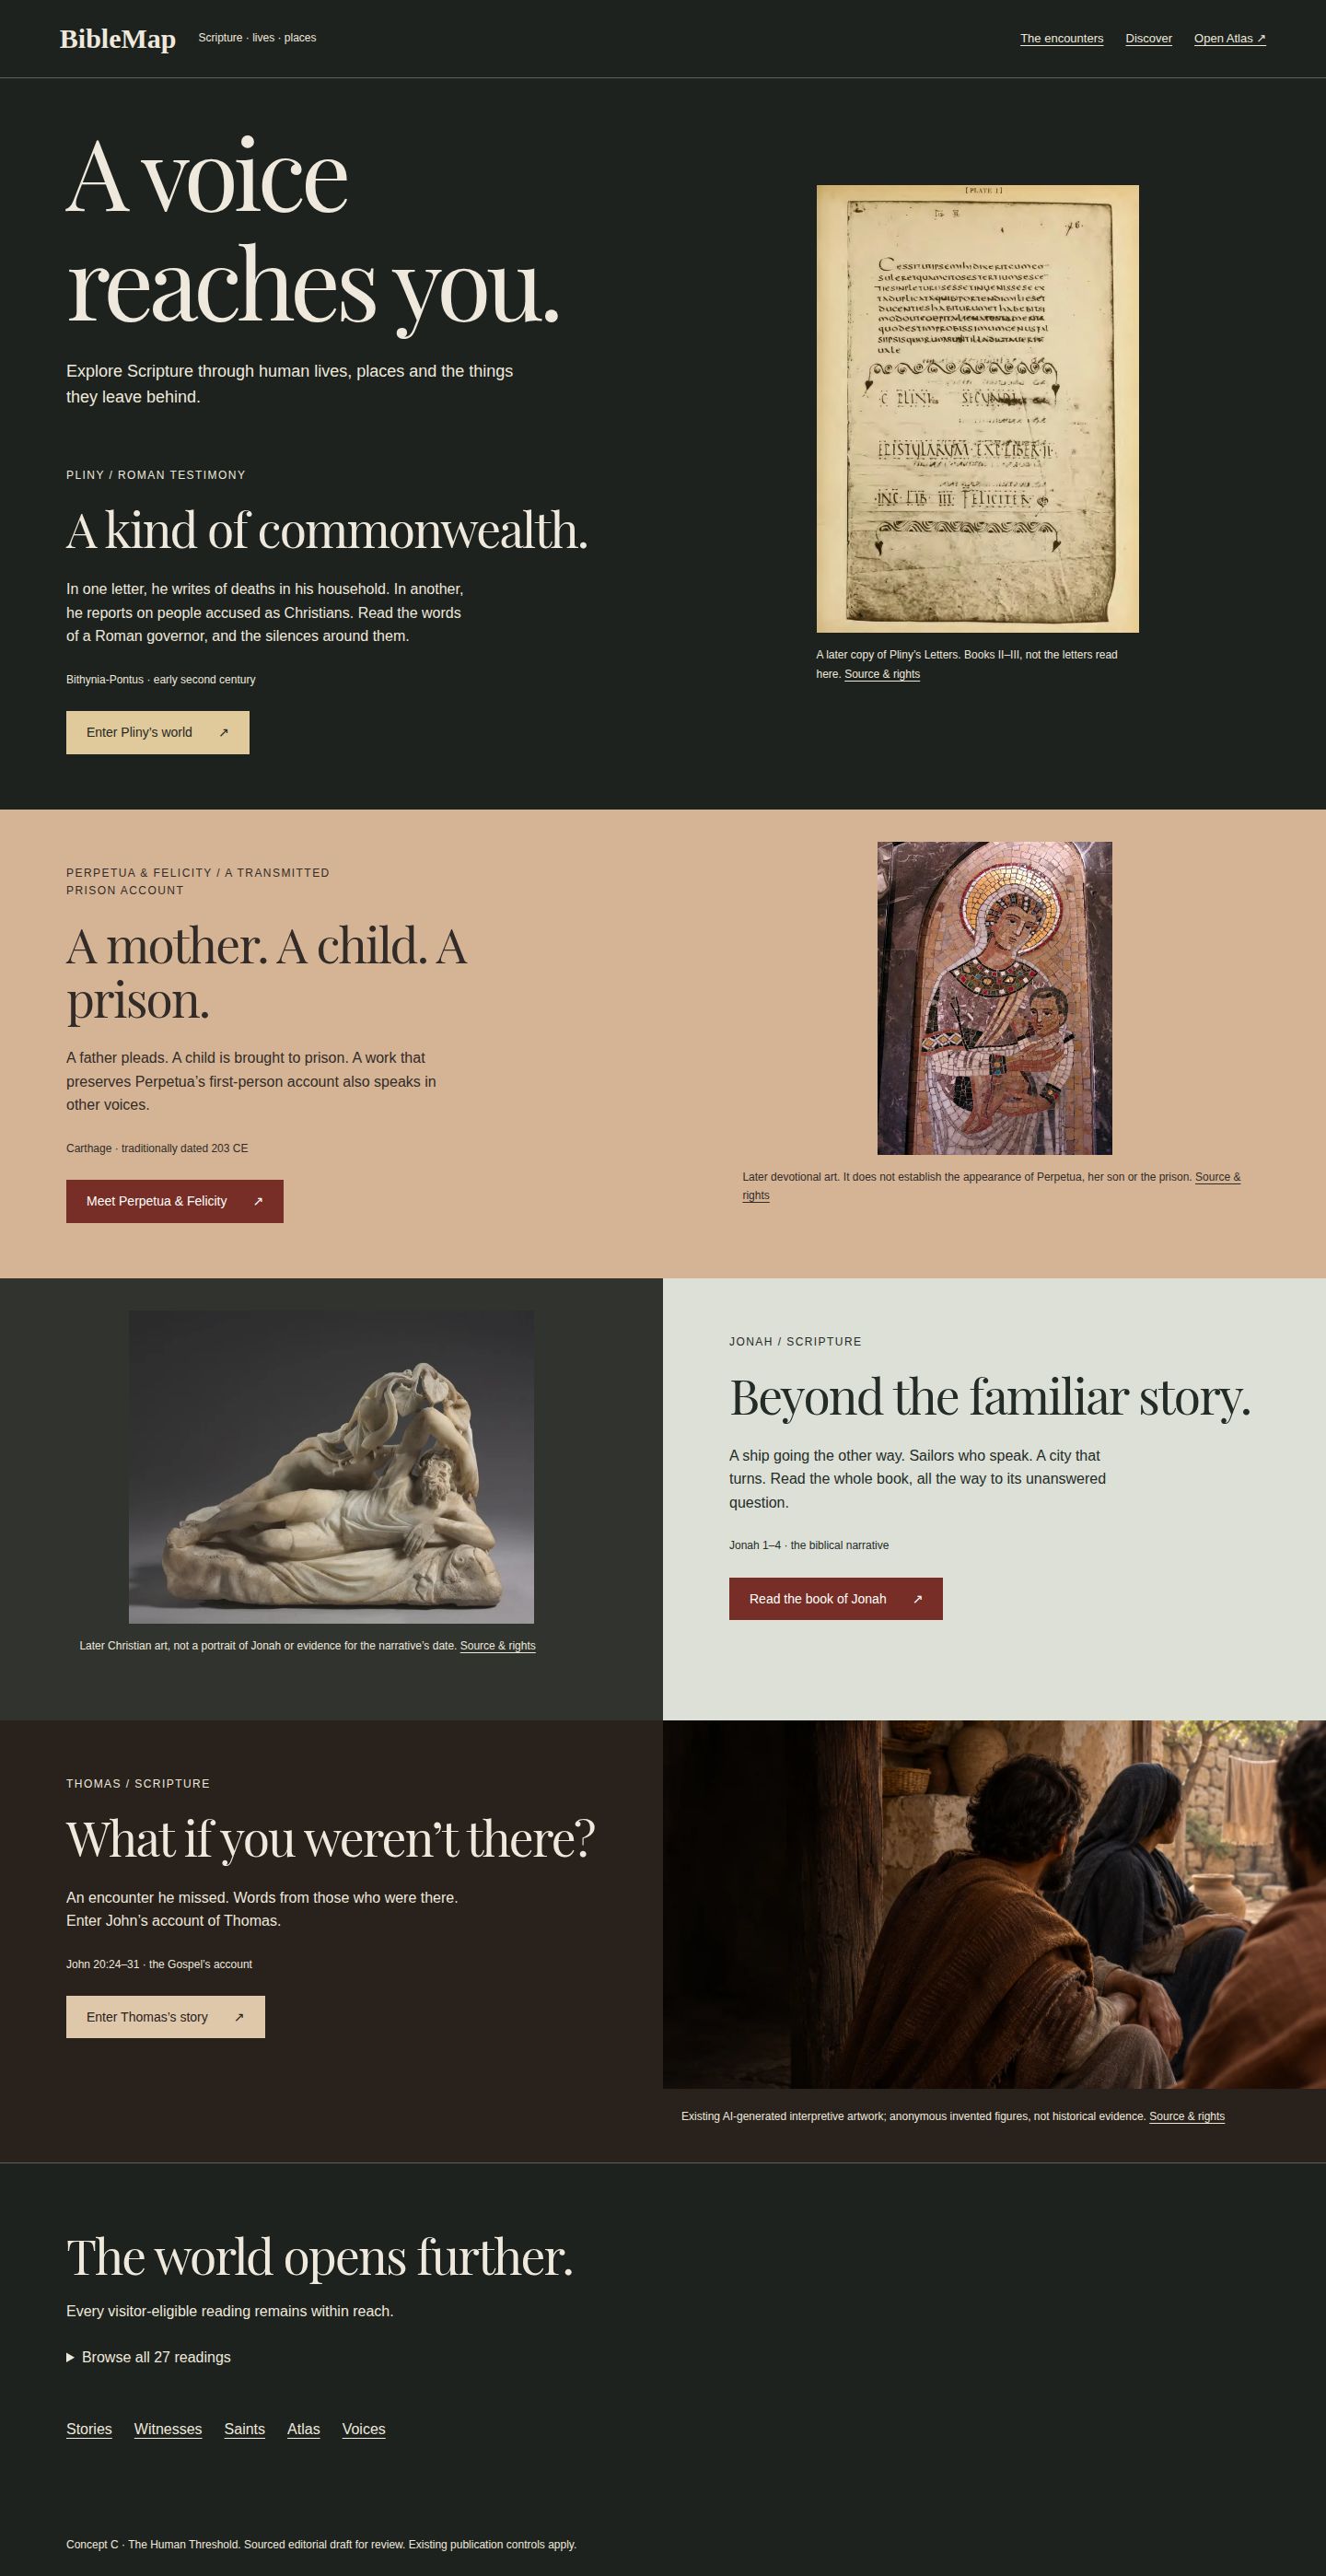 BibleMap
Scripture · lives · places
The encounters
Discover
Open Atlas ↗
A voice
reaches you.
Explore Scripture through human lives, places and the things
they leave behind.
PLINY / ROMAN TESTIMONY
A kind of commonwealth.
In one letter, he writes of deaths in his household. In another,
he reports on people accused as Christians. Read the words
of a Roman governor, and the silences around them.
Bithynia-Pontus · early second century
Enter Pliny’s world ↗
[PLATE 1]
EPISTULARUM·EXP·LIBER·II·
·INC·LIB·III·FELICITER
A later copy of Pliny’s Letters. Books II–III, not the letters read
here. Source & rights
PERPETUA & FELICITY / A TRANSMITTED
PRISON ACCOUNT
A mother. A child. A
prison.
A father pleads. A child is brought to prison. A work that
preserves Perpetua’s first-person account also speaks in
other voices.
Carthage · traditionally dated 203 CE
Meet Perpetua & Felicity ↗
Later devotional art. It does not establish the appearance of Perpetua, her son or the prison. Source &
rights
JONAH / SCRIPTURE
Beyond the familiar story.
A ship going the other way. Sailors who speak. A city that
turns. Read the whole book, all the way to its unanswered
question.
Jonah 1–4 · the biblical narrative
Read the book of Jonah ↗
Later Christian art, not a portrait of Jonah or evidence for the narrative’s date. Source & rights
THOMAS / SCRIPTURE
What if you weren’t there?
An encounter he missed. Words from those who were there.
Enter John’s account of Thomas.
John 20:24–31 · the Gospel’s account
Enter Thomas’s story ↗
Existing AI-generated interpretive artwork; anonymous invented figures, not historical evidence. Source & rights
The world opens further.
Every visitor-eligible reading remains within reach.
▶ Browse all 27 readings
Stories
Witnesses
Saints
Atlas
Voices
Concept C · The Human Threshold. Sourced editorial draft for review. Existing publication controls apply.